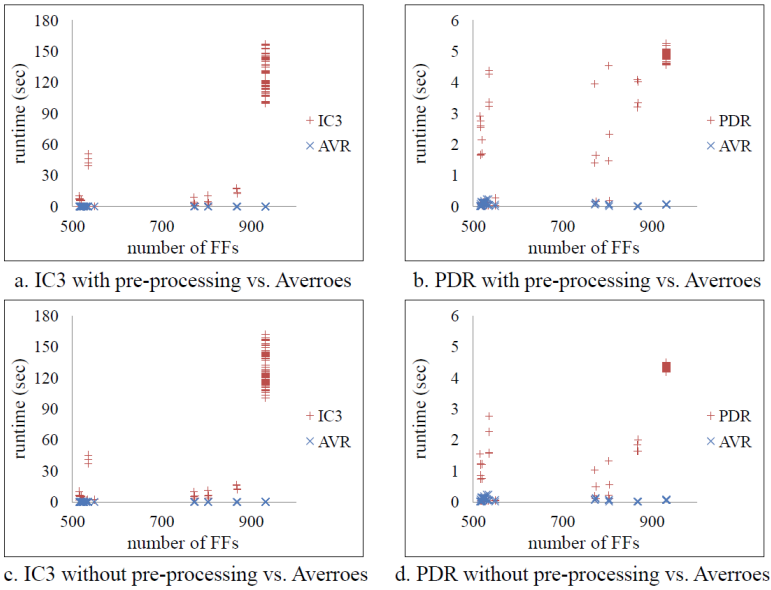 180
150
120
90
60
30
0
runtime (sec)
IC3
AVR
500 700 900
number of FFs
a. IC3 with pre-processing vs. Averroes
6
5
4
3
2
1
0
runtime (sec)
PDR
AVR
500 700 900
number of FFs
b. PDR with pre-processing vs. Averroes
180
150
120
90
60
30
0
runtime (sec)
IC3
AVR
500 700 900
number of FFs
c. IC3 without pre-processing vs. Averroes
6
5
4
3
2
1
0
runtime (sec)
PDR
AVR
500 700 900
number of FFs
d. PDR without pre-processing vs. Averroes